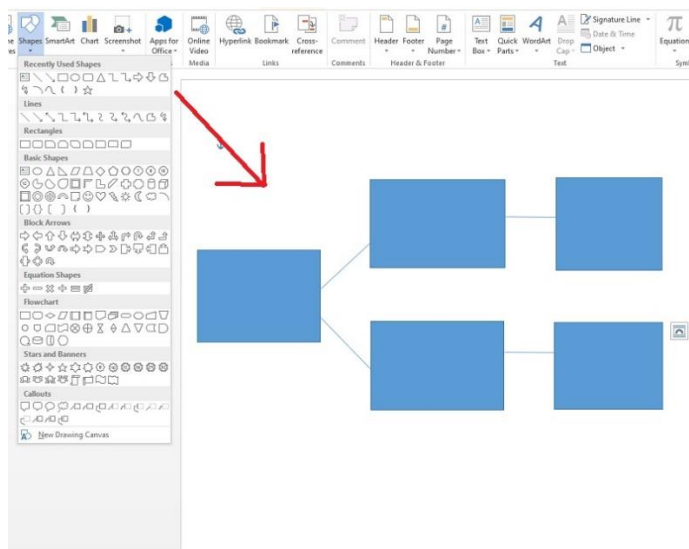 Shapes SmartArt Chart Screenshot Apps for Office Online Video Hyperlink Bookmark Cross-reference Comment Header Footer Page Number Text Box Quick Parts WordArt Drop Cap Signature Line Date & Time Object Equation
Media Links Comments Header & Footer Text
Recently Used Shapes
Lines
Rectangles
Basic Shapes
Block Arrows
Equation Shapes
Flowchart
Stars and Banners
Callouts
New Drawing Canvas